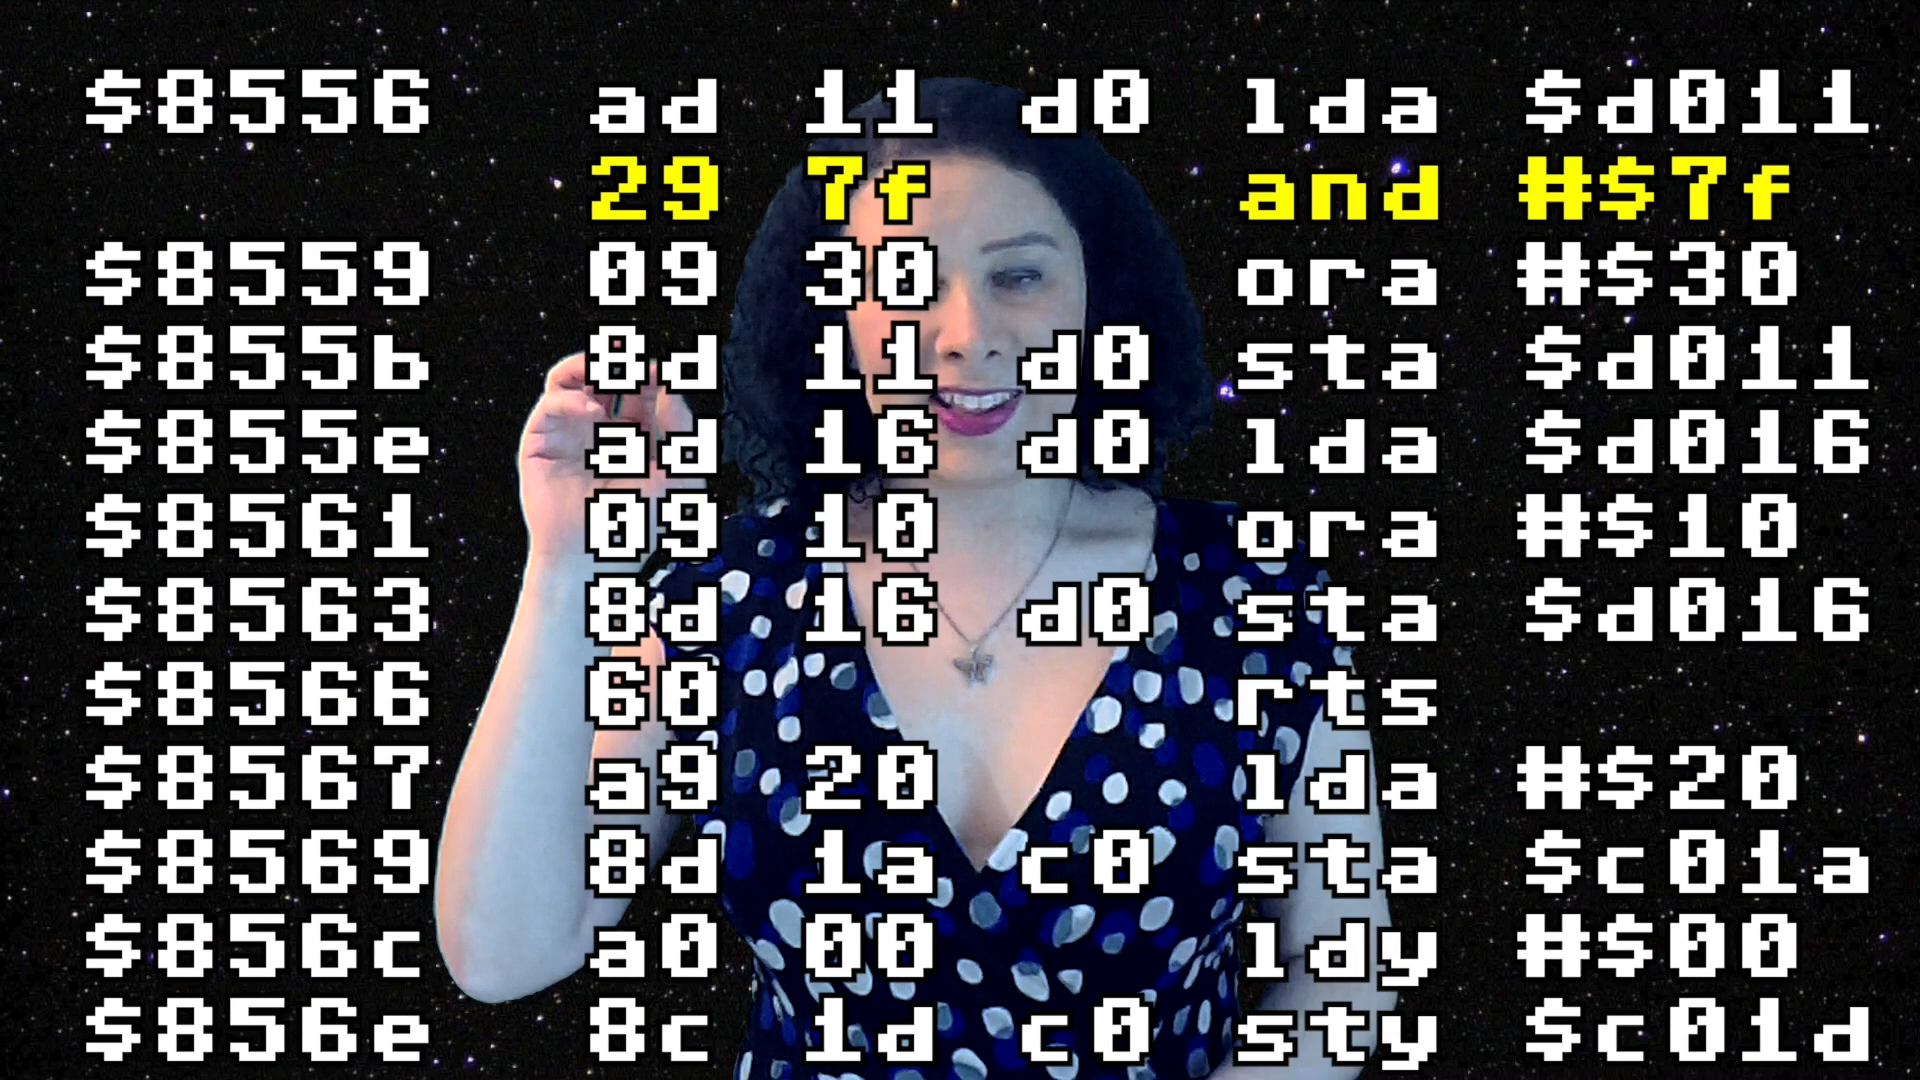 $8556 ad 11 d0 lda $d011
29 7f and #$7f
$8559 09 30 ora #$30
$855b 8d 11 d0 sta $d011
$855e ad 16 d0 lda $d016
$8561 09 10 ora #$10
$8563 8d 16 d0 sta $d016
$8566 60 rts
$8567 a9 20 lda #$20
$8569 8d 1a c0 sta $c01a
$856c a0 00 ldy #$00
$856e 8c 1d c0 sty $c01d